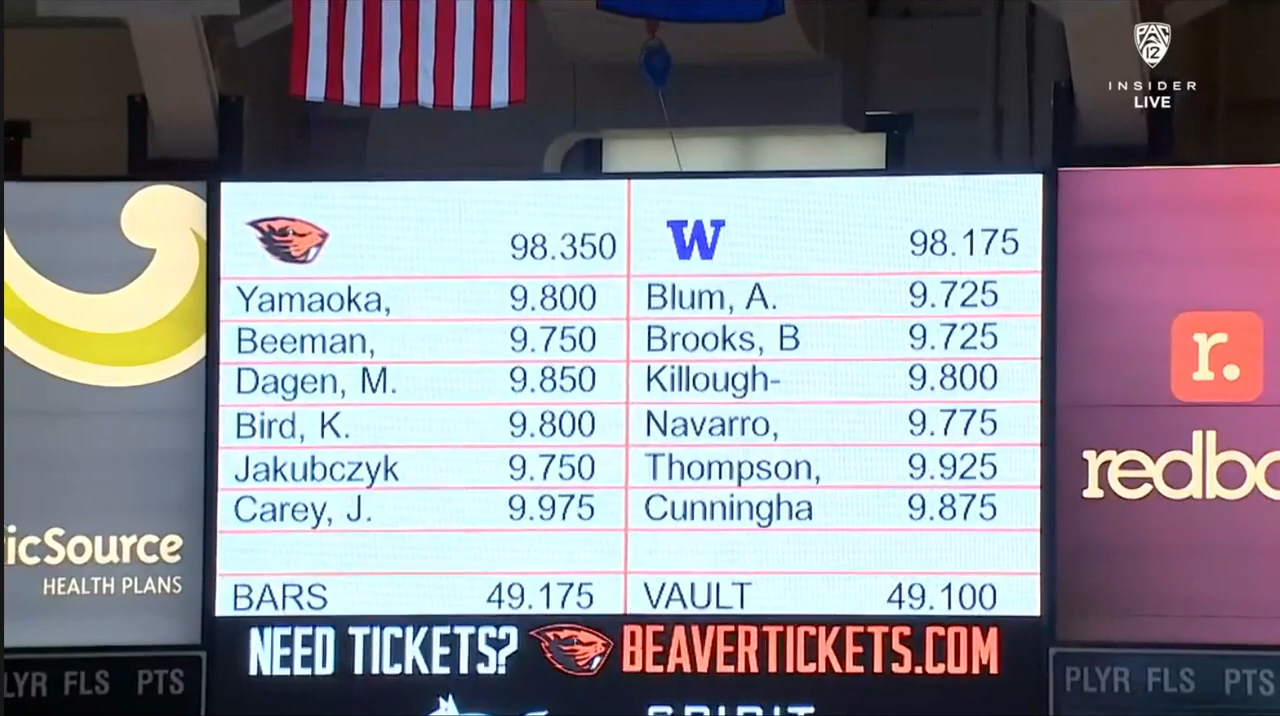 PAC
12
INSIDER
LIVE
98.350 W 98.175
Yamaoka, 9.800 Blum, A. 9.725
Beeman, 9.750 Brooks, B 9.725
Dagen, M. 9.850 Killough- 9.800
Bird, K. 9.800 Navarro, 9.775
Jakubczyk 9.750 Thompson, 9.925
Carey, J. 9.975 Cunningha 9.875
BARS 49.175 VAULT 49.100
NEED TICKETS? BEAVERTICKETS.COM
SPIRIT
icSource
HEALTH PLANS
LYR FLS PTS
r.
redbo
PLYR FLS PTS